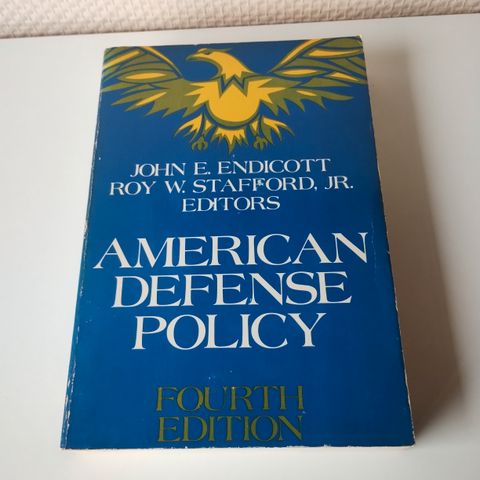 JOHN E. ENDICOTT
ROY W. STAFFORD, JR.
EDITORS
AMERICAN
DEFENSE
POLICY
FOURTH
EDITION